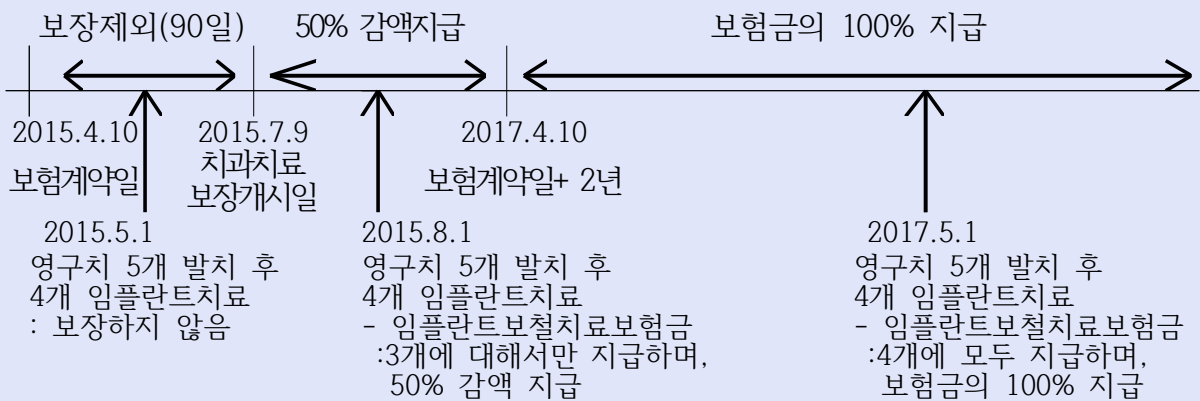 보장제외(90일) 50% 감액지급 보험금의 100% 지급
2015.4.10 2015.7.9 2017.4.10
보험계약일 치과치료 보험계약일+ 2년
보장개시일
2015.5.1 2015.8.1 2017.5.1
영구치 5개 발치 후 영구치 5개 발치 후 영구치 5개 발치 후
4개 임플란트치료 4개 임플란트치료 4개 임플란트치료
: 보장하지 않음 - 임플란트보철치료보험금 - 임플란트보철치료보험금
:3개에 대해서만 지급하며, :4개에 모두 지급하며,
50% 감액 지급 보험금의 100% 지급